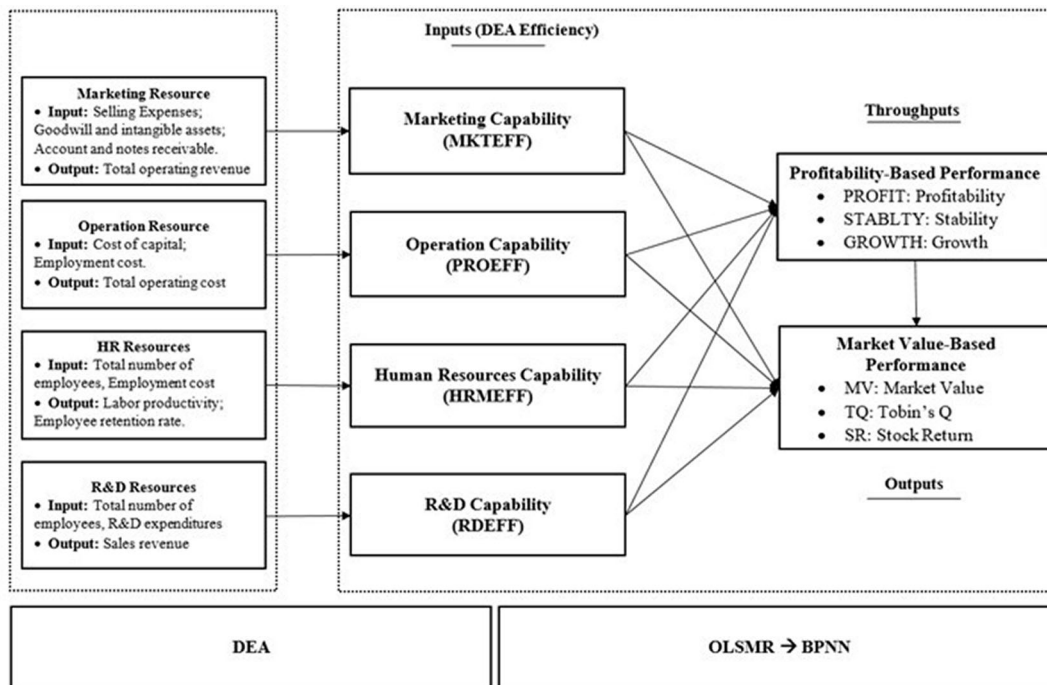 Inputs (DEA Efficiency)
Marketing Resource
• Input: Selling Expenses;
Goodwill and intangible assets;
Account and notes receivable.
• Output: Total operating revenue
Operation Resource
• Input: Cost of capital;
Employment cost.
• Output: Total operating cost
HR Resources
• Input: Total number of
employees, Employment cost
• Output: Labor productivity;
Employee retention rate.
R&D Resources
• Input: Total number of
employees, R&D expenditures
• Output: Sales revenue
Marketing Capability
(MKTEFF)
Operation Capability
(PROEFF)
Human Resources Capability
(HRMEFF)
R&D Capability
(RDEFF)
Throughputs
Profitability-Based Performance
• PROFIT: Profitability
• STABLTY: Stability
• GROWTH: Growth
Market Value-Based
Performance
• MV: Market Value
• TQ: Tobin’s Q
• SR: Stock Return
Outputs
DEA
OLSMR → BPNN